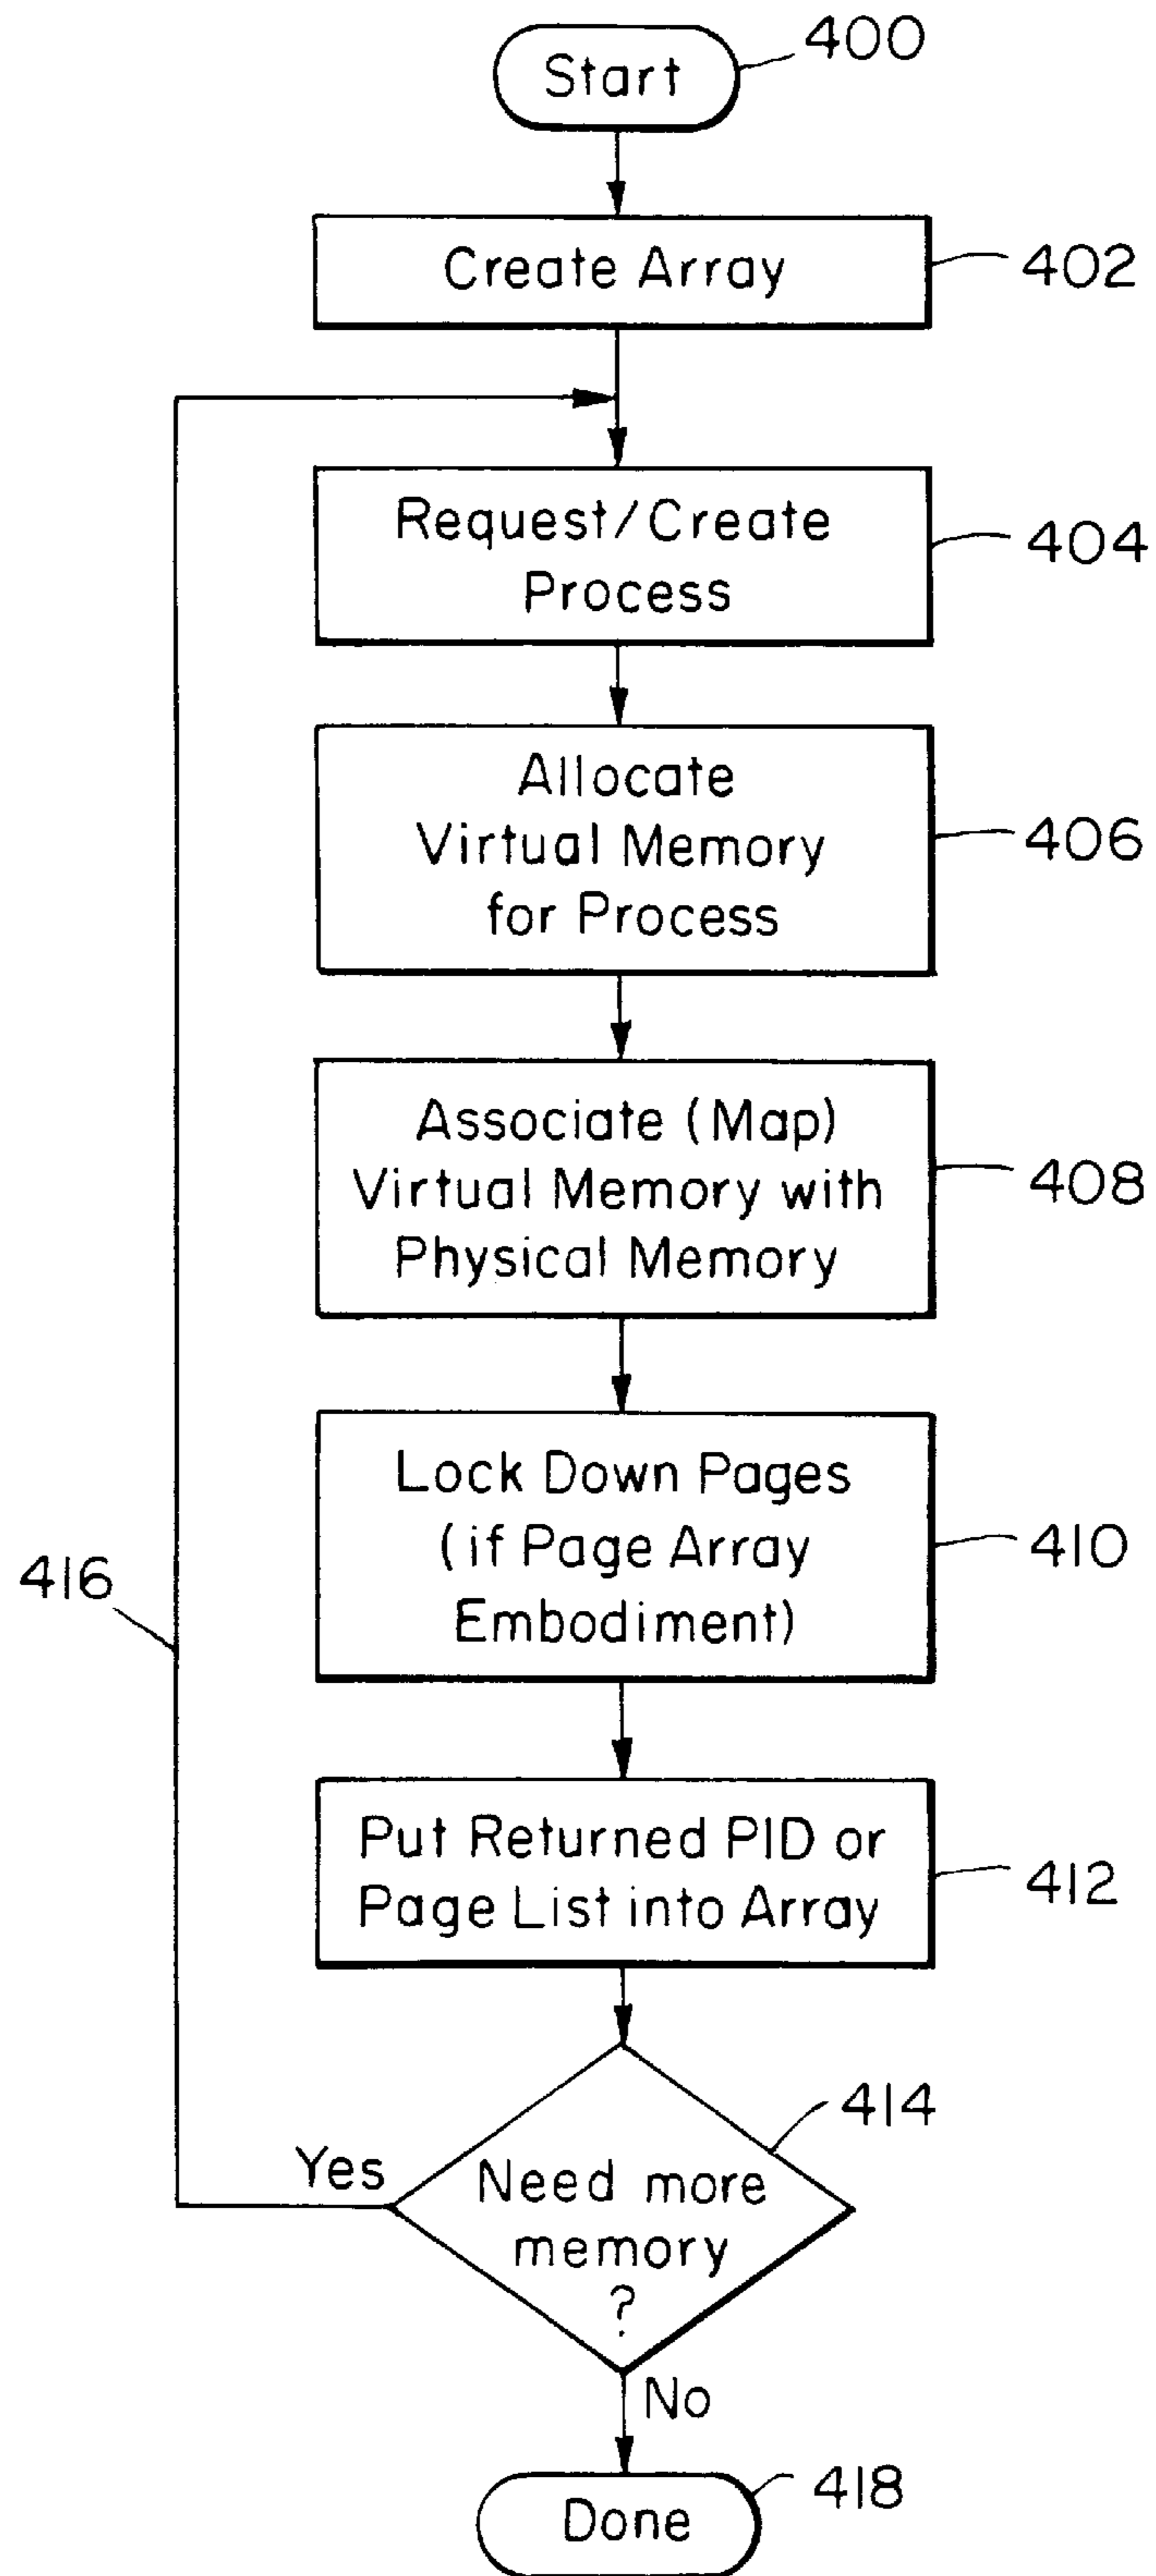 400
Start
Create Array
402
Request/Create
Process
404
Allocate
Virtual Memory
for Process
406
Associate (Map)
Virtual Memory with
Physical Memory
408
Lock Down Pages
(if Page Array
Embodiment)
410
416
Put Returned PID or
Page List into Array
412
414
Yes
Need more
memory
?
No
418
Done